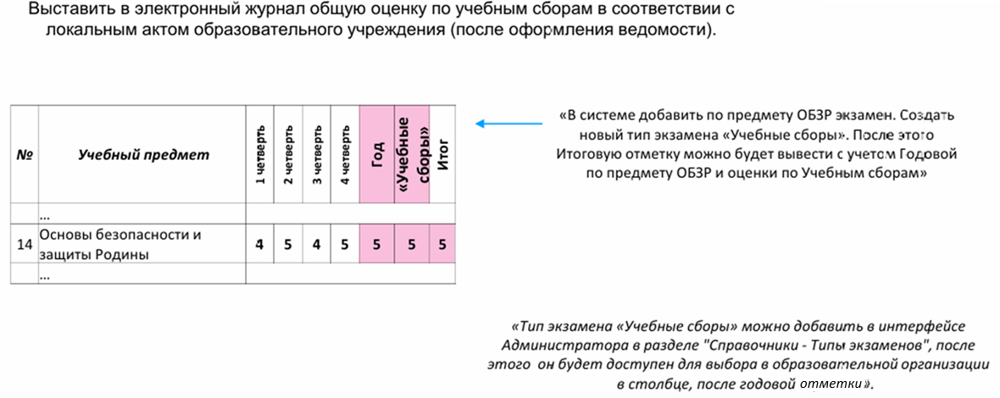 Выставить в электронный журнал общую оценку по учебным сборам в соответствии с
локальным актом образовательного учреждения (после оформления ведомости).
№ Учебный предмет 1 четверть 2 четверть 3 четверть 4 четверть Год «Учебные сборы» Итог
...
14 Основы безопасности и
защиты Родины 4 5 4 5 5 5 5
...
«В системе добавить по предмету ОБЗР экзамен. Создать
новый тип экзамена «Учебные сборы». После этого
Итоговую отметку можно будет вывести с учетом Годовой
по предмету ОБЗР и оценки по Учебным сборам»
«Тип экзамена «Учебные сборы» можно добавить в интерфейсе
Администратора в разделе "Справочники - Типы экзаменов", после
этого он будет доступен для выбора в образовательной организации
в столбце, после годовой отметки».